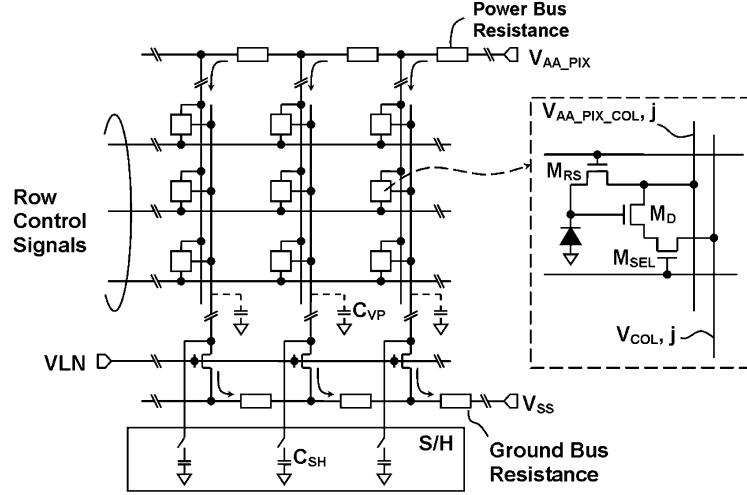 Power Bus
Resistance
V_AA_PIX
V_AA_PIX_COL, j
M_RS
M_D
M_SEL
V_COL, j
Row
Control
Signals
C_VP
VLN
V_SS
S/H
C_SH
Ground Bus
Resistance